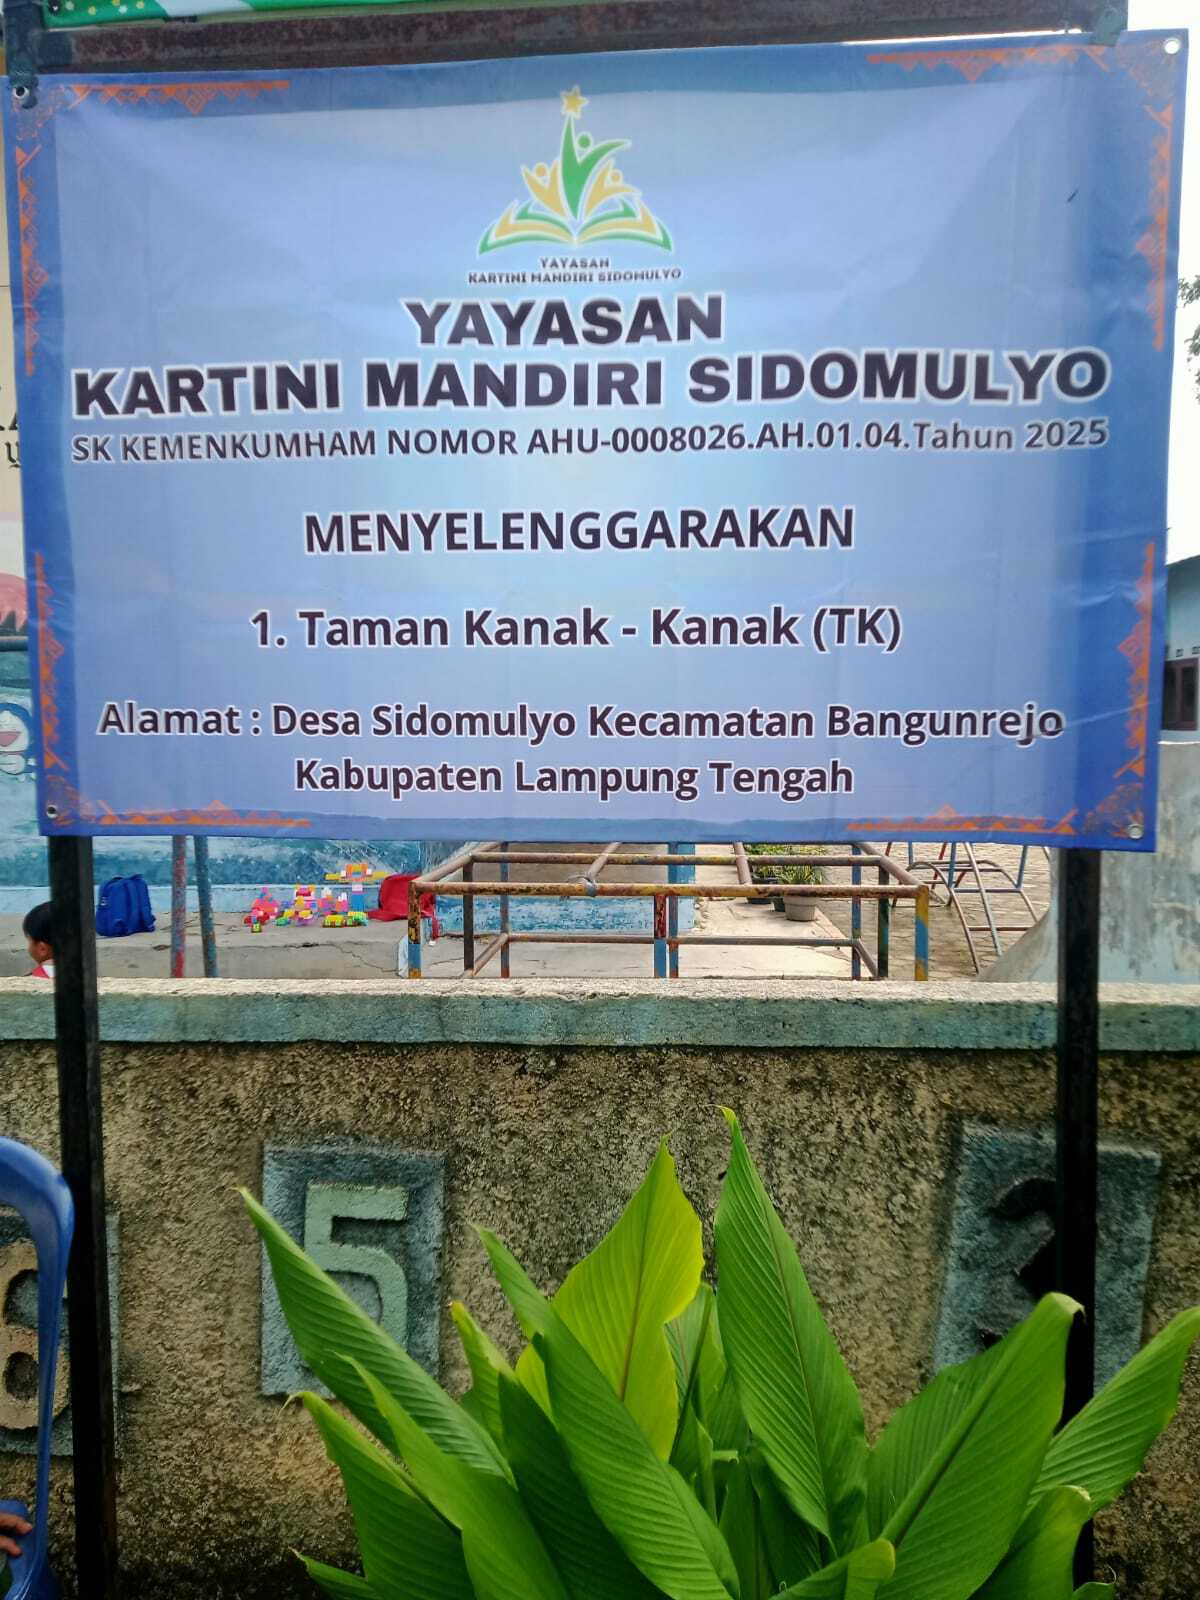 YAYASAN
KARTINI MANDIRI SIDOMULYO
YAYASAN
KARTINI MANDIRI SIDOMULYO
SK KEMENKUMHAM NOMOR AHU-0008026.AH.01.04.Tahun 2025
MENYELENGGARAKAN
1. Taman Kanak - Kanak (TK)
Alamat : Desa Sidomulyo Kecamatan Bangunrejo
Kabupaten Lampung Tengah
5